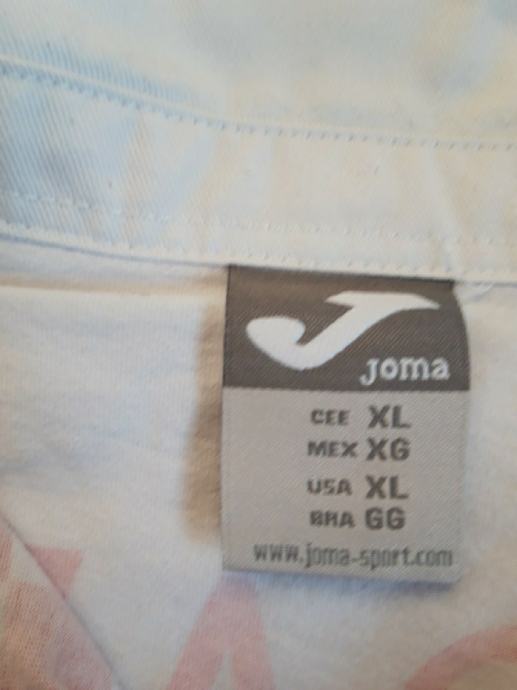 Joma
CEE XL
MEX XG
USA XL
BRA GG
www.joma-sport.com